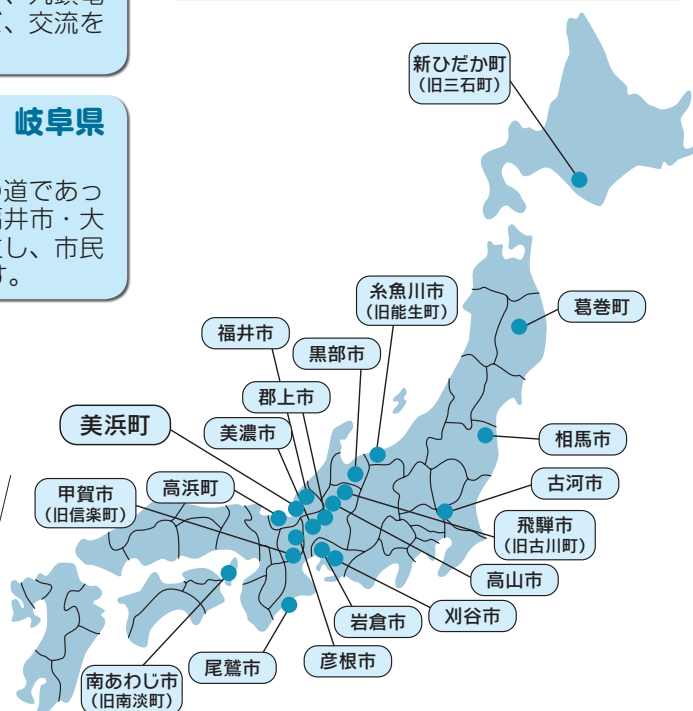 、交流を
岐阜県
道であっ
井市・大
し、市民
す。
新ひだか町
（旧三石町）
糸魚川市
（旧能生町）
葛巻町
福井市
黒部市
郡上市
美浜町
美濃市
相馬市
甲賀市
（旧信楽町）
高浜町
古河市
飛騨市
（旧古川町）
高山市
岩倉市
刈谷市
尾鷲市
彦根市
南あわじ市
（旧南淡町）